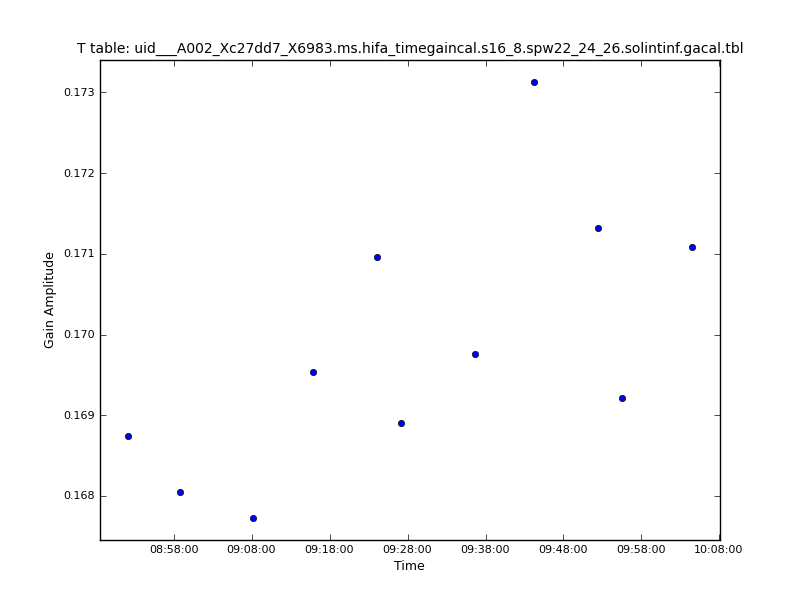 T table: uid___A002_Xc27dd7_X6983.ms.hifa_timegaincal.s16_8.spw22_24_26.solintinf.gacal.tbl
0.173
0.172
0.171
0.170
0.169
0.168
Gain Amplitude
08:58:00 09:08:00 09:18:00 09:28:00 09:38:00 09:48:00 09:58:00 10:08:00
Time